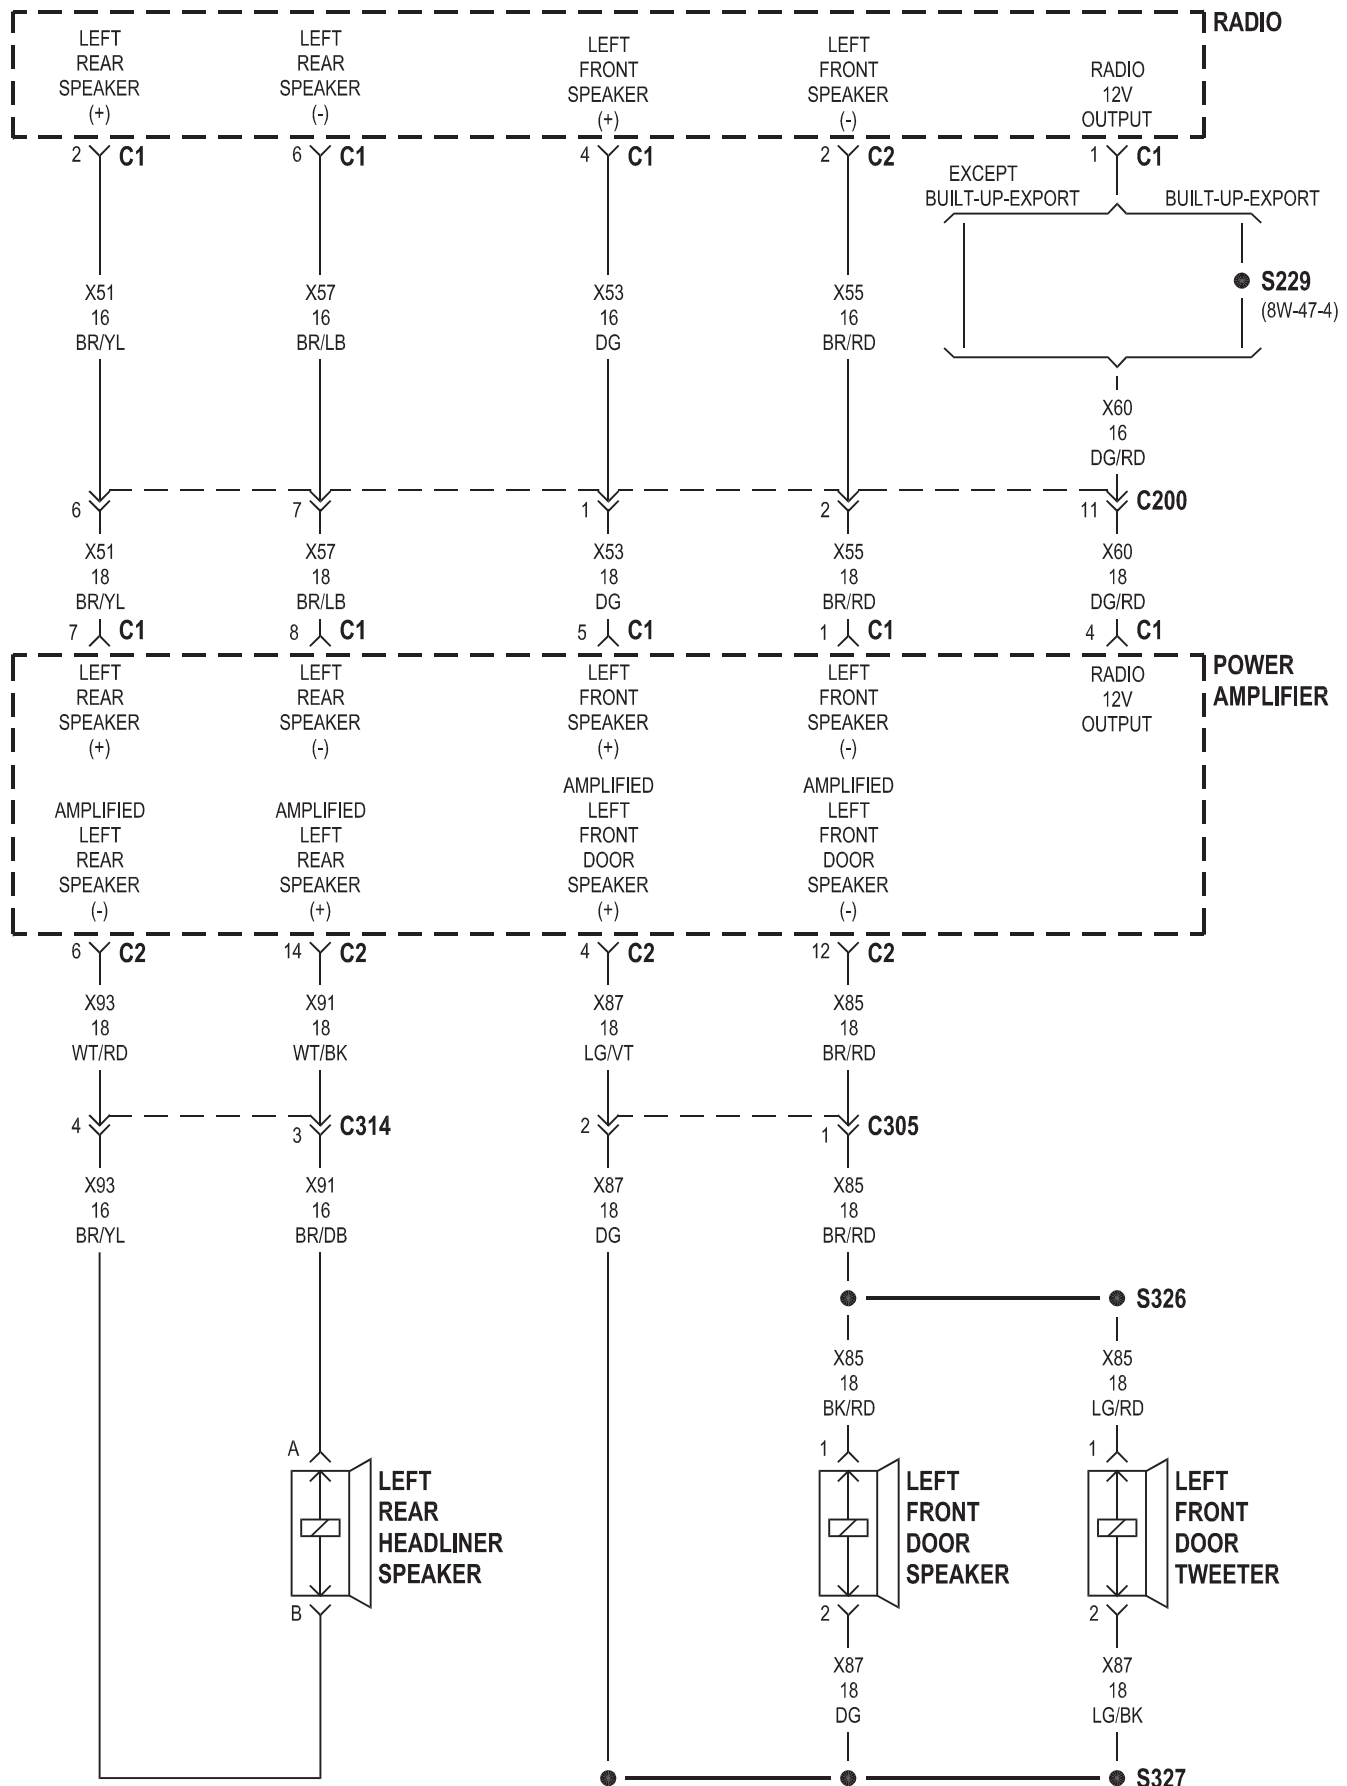 RADIO
LEFT
REAR
SPEAKER
(+)
LEFT
REAR
SPEAKER
(-)
LEFT
FRONT
SPEAKER
(+)
LEFT
FRONT
SPEAKER
(-)
RADIO
12V
OUTPUT
2 C1
6 C1
4 C1
2 C2
1 C1
EXCEPT
BUILT-UP-EXPORT
BUILT-UP-EXPORT
S229
(8W-47-4)
X51
16
BR/YL
X57
16
BR/LB
X53
16
DG
X55
16
BR/RD
X60
16
DG/RD
6
7
1
2
11
C200
X51
18
BR/YL
X57
18
BR/LB
X53
18
DG
X55
18
BR/RD
X60
18
DG/RD
7 C1
8 C1
5 C1
1 C1
4 C1
POWER
AMPLIFIER
LEFT
REAR
SPEAKER
(+)
LEFT
REAR
SPEAKER
(-)
LEFT
FRONT
SPEAKER
(+)
LEFT
FRONT
SPEAKER
(-)
RADIO
12V
OUTPUT
AMPLIFIED
LEFT
REAR
SPEAKER
(-)
AMPLIFIED
LEFT
REAR
SPEAKER
(+)
AMPLIFIED
LEFT
FRONT
DOOR
SPEAKER
(+)
AMPLIFIED
LEFT
FRONT
DOOR
SPEAKER
(-)
6 C2
14 C2
4 C2
12 C2
X93
18
WT/RD
X91
18
WT/BK
X87
18
LG/VT
X85
18
BR/RD
4
3
C314
2
1
C305
X93
16
BR/YL
X91
16
BR/DB
X87
18
DG
X85
18
BR/RD
S326
X85
18
BK/RD
X85
18
LG/RD
A
1
1
LEFT
REAR
HEADLINER
SPEAKER
LEFT
FRONT
DOOR
SPEAKER
LEFT
FRONT
DOOR
TWEETER
B
2
2
X87
18
DG
X87
18
LG/BK
S327